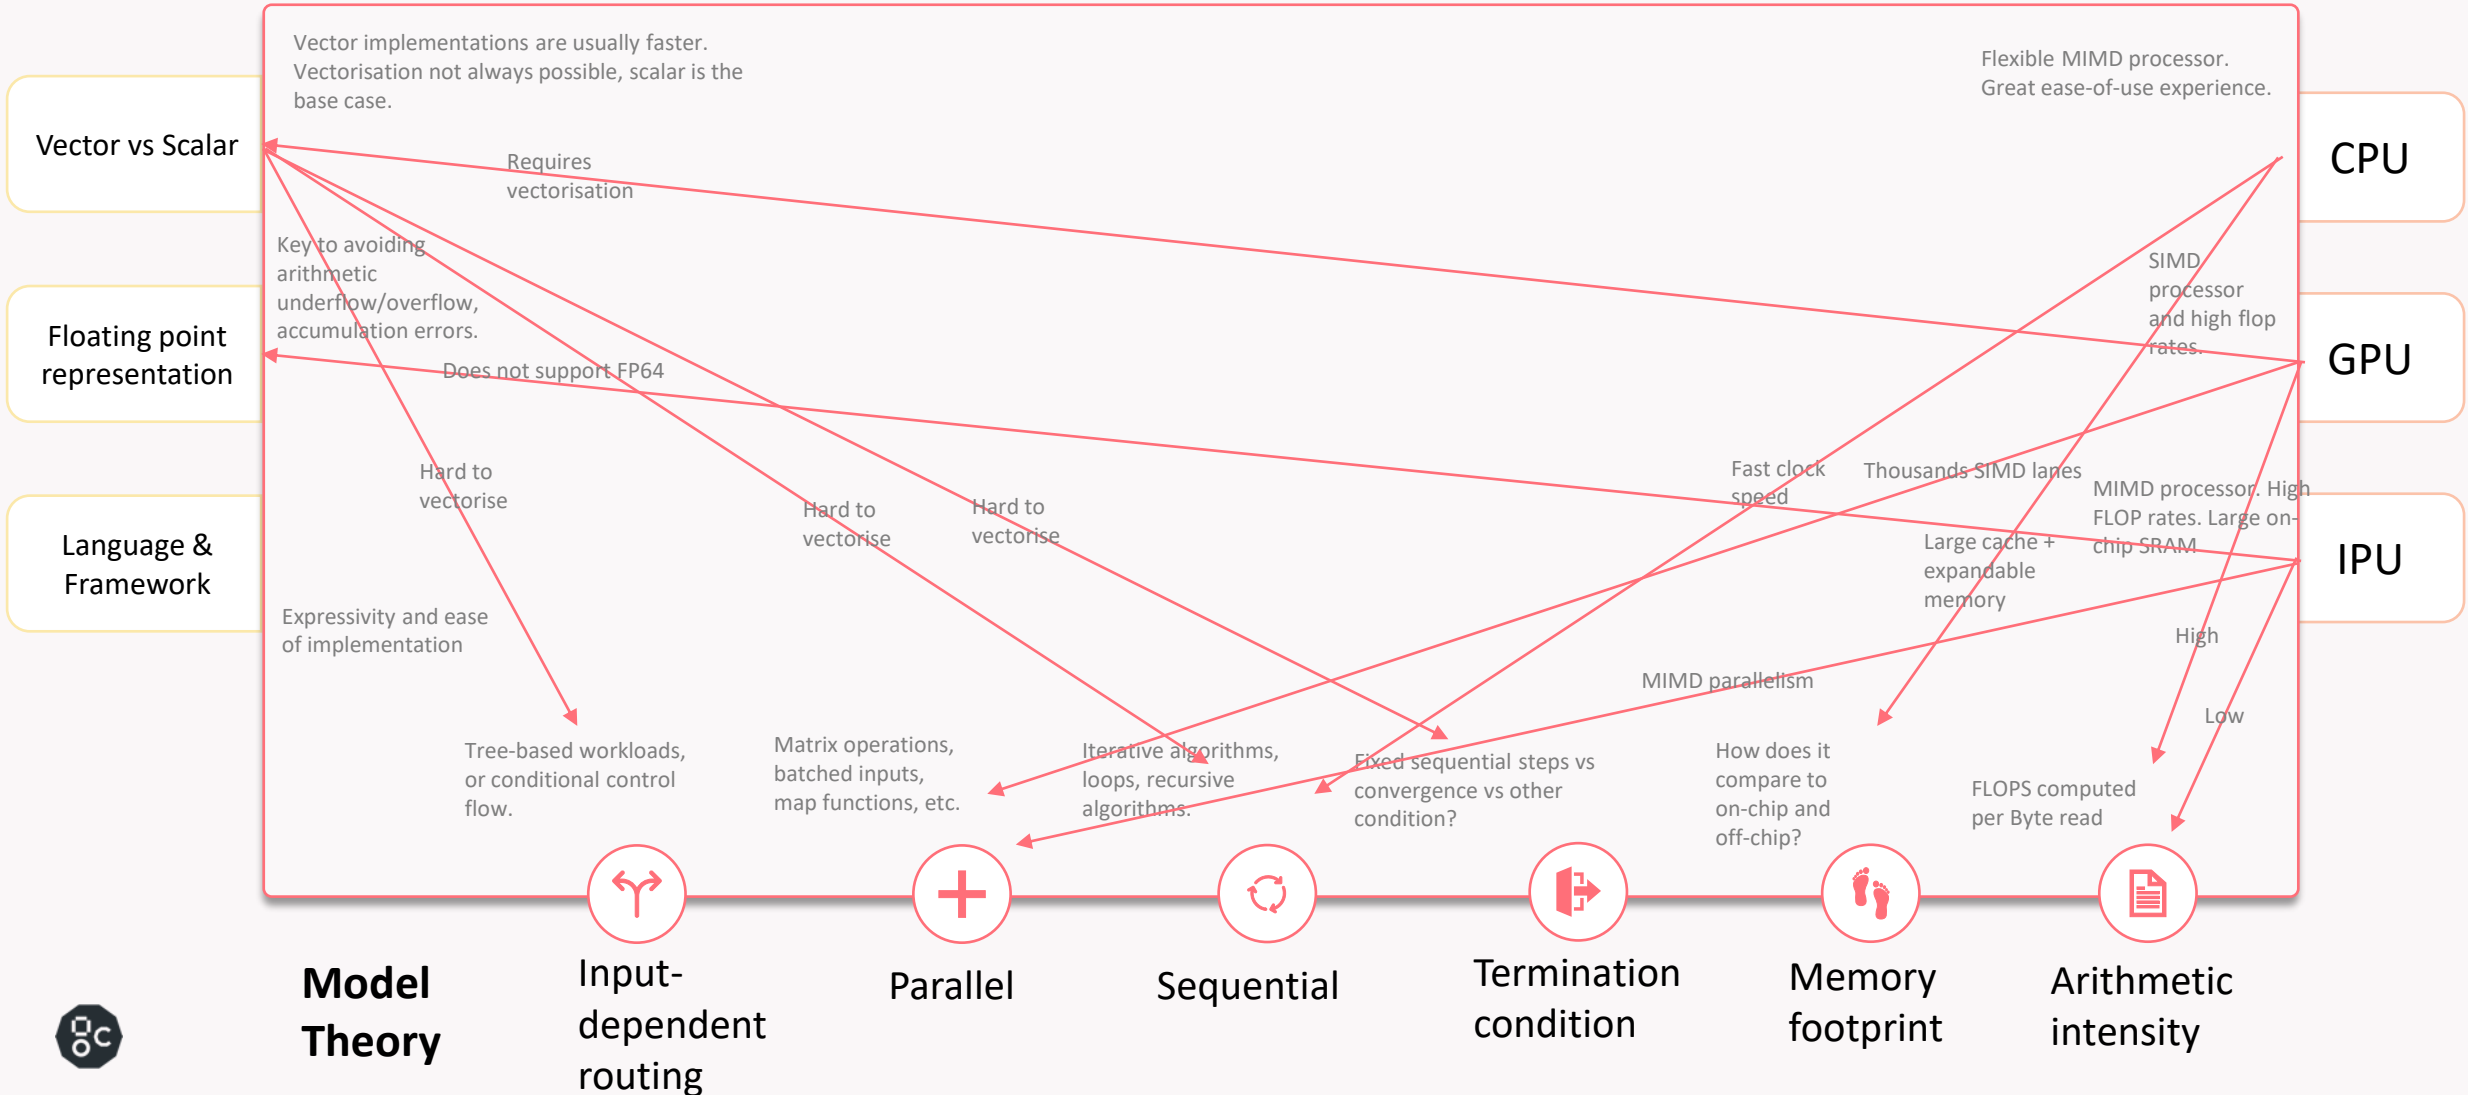 Vector implementations are usually faster.
Vectorisation not always possible, scalar is the
base case.
Flexible MIMD processor.
Great ease-of-use experience.
Vector vs Scalar
CPU
Requires
vectorisation
Key to avoiding
arithmetic
underflow/overflow,
accumulation errors.
SIMD
processor
and high flop
rates.
Floating point
representation
GPU
Does not support FP64
Hard to
vectorise
Hard to
vectorise
Hard to
vectorise
Fast clock
speed
Thousands SIMD lanes
MIMD processor. High
FLOP rates. Large on-
chip SRAM
Language &
Framework
Large cache +
expandable
memory
IPU
Expressivity and ease
of implementation
High
MIMD parallelism
Low
Tree-based workloads,
or conditional control
flow.
Matrix operations,
batched inputs,
map functions, etc.
Iterative algorithms,
loops, recursive
algorithms.
Fixed sequential steps vs
convergence vs other
condition?
How does it
compare to
on-chip and
off-chip?
FLOPS computed
per Byte read
Model
Theory
Input-
dependent
routing
Parallel
Sequential
Termination
condition
Memory
footprint
Arithmetic
intensity
gc